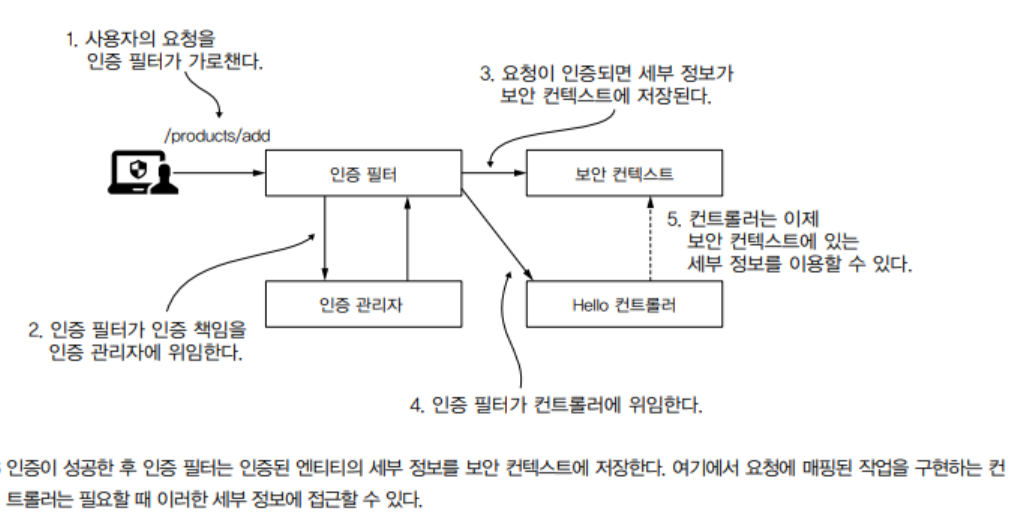 1. 사용자의 요청을
인증 필터가 가로챈다.
3. 요청이 인증되면 세부 정보가
보안 컨텍스트에 저장된다.
/products/add
인증 필터
보안 컨텍스트
5. 컨트롤러는 이제
보안 컨텍스트에 있는
세부 정보를 이용할 수 있다.
인증 관리자
Hello 컨트롤러
2. 인증 필터가 인증 책임을
인증 관리자에 위임한다.
4. 인증 필터가 컨트롤러에 위임한다.
인증이 성공한 후 인증 필터는 인증된 엔티티의 세부 정보를 보안 컨텍스트에 저장한다. 여기에서 요청에 매핑된 작업을 구현하는 컨
트롤러는 필요할 때 이러한 세부 정보에 접근할 수 있다.